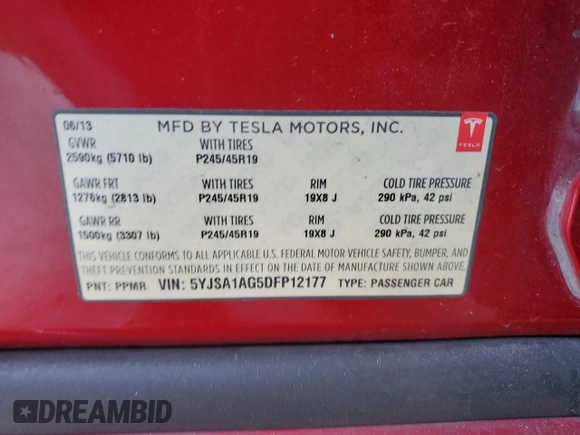 06/13 MFD BY TESLA MOTORS, INC.
TESLA
GVWR WITH TIRES
2590kg (5710 lb) P245/45R19
GAWR FRT WITH TIRES RIM COLD TIRE PRESSURE
1276kg (2813 lb) P245/45R19 19X8 J 290 kPa, 42 psi
GAWR RR WITH TIRES RIM COLD TIRE PRESSURE
1500kg (3307 lb) P245/45R19 19X8 J 290 kPa, 42 psi
THIS VEHICLE CONFORMS TO ALL APPLICABLE U.S. FEDERAL MOTOR VEHICLE SAFETY, BUMPER, AND
THEFT PREVENTION STANDARDS IN EFFECT ON THE DATE OF MANUFACTURE SHOWN ABOVE.
PNT: PPMR VIN: 5YJSA1AG5DFP12177 TYPE: PASSENGER CAR
DREAMBID